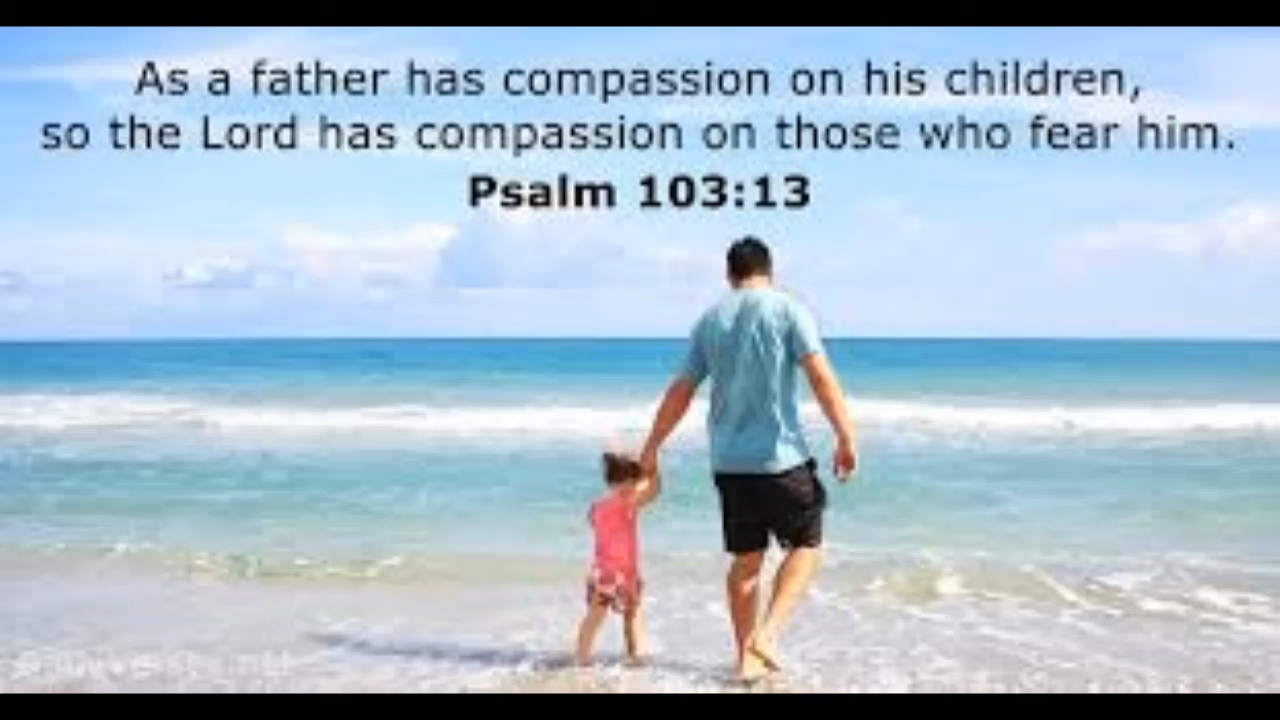 As a father has compassion on his children,
so the Lord has compassion on those who fear him.
Psalm 103:13